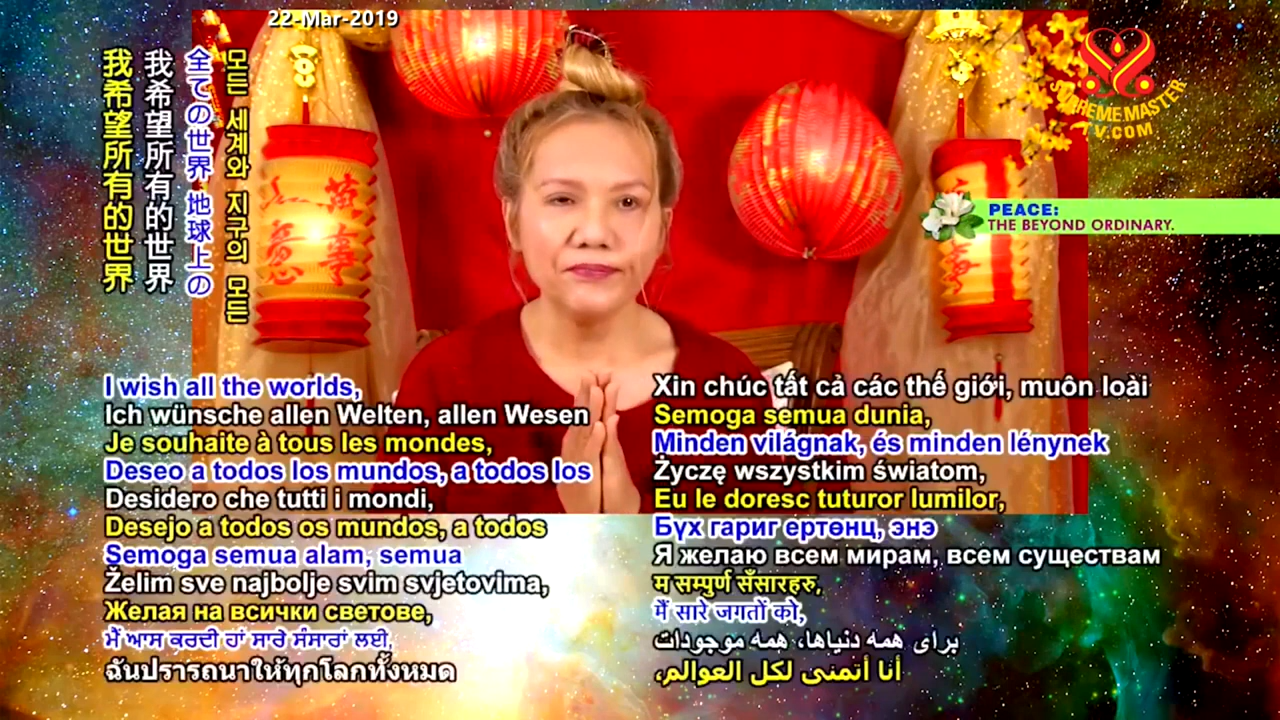 22-Mar-2019
我希望所有的世界
我希望所有的世界
全ての世界 地球上の
모든 세계와 지구의 모든
SUPREME MASTER
TV.COM
萬事
萬事
PEACE:
THE BEYOND ORDINARY.
I wish all the worlds,
Ich wünsche allen Welten, allen Wesen
Je souhaite à tous les mondes,
Deseo a todos los mundos, a todos los
Desidero che tutti i mondi,
Desejo a todos os mundos, a todos
Semoga semua alam, semua
Želim sve najbolje svim svjetovima,
Желая на всички светове,
ਮੈਂ ਆਸ ਕਰਦੀ ਹਾਂ ਸਾਰੇ ਸੰਸਾਰਾਂ ਲਈ,
ฉันปรารถนาให้ทุกโลกทั้งหมด
Xin chúc tất cả các thế giới, muôn loài
Semoga semua dunia,
Minden világnak, és minden lénynek
Życzę wszystkim światom,
Eu le doresc tuturor lumilor,
Бүх гариг ертөнц, энэ
Я желаю всем мирам, всем существам
म सम्पुर्ण सँसारहरु,
मैं सारे जगतों को,
برای همه دنیاها، همه موجودات
أنا أتمنى لكل العوالم،